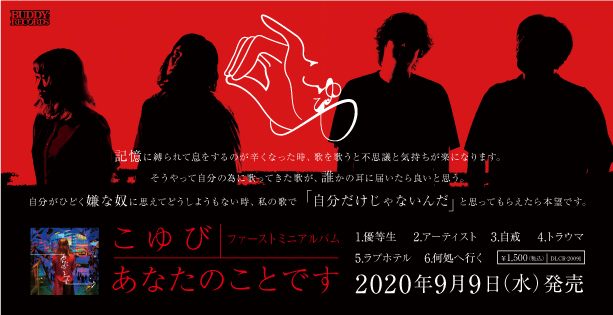 BUDDY
RECORDS
こゆび
記憶に縛られて息をするのが辛くなった時、歌を歌うと不思議と気持ちが楽になります。
そうやって自分の為に歌ってきた歌が、誰かの耳に届いたら良いと思う。
自分がひどく嫌な奴に思えてどうしようもない時、私の歌で「自分だけじゃないんだ」と思ってもらえたら本望です。
こゆび ファーストミニアルバム
あなたのことです
1.優等生 2.アーティスト 3.自戒 4.トラウマ
5.ラブホテル 6.何処へ行く ¥1,500(税込) DLCR-20091
2020年9月9日(水)発売